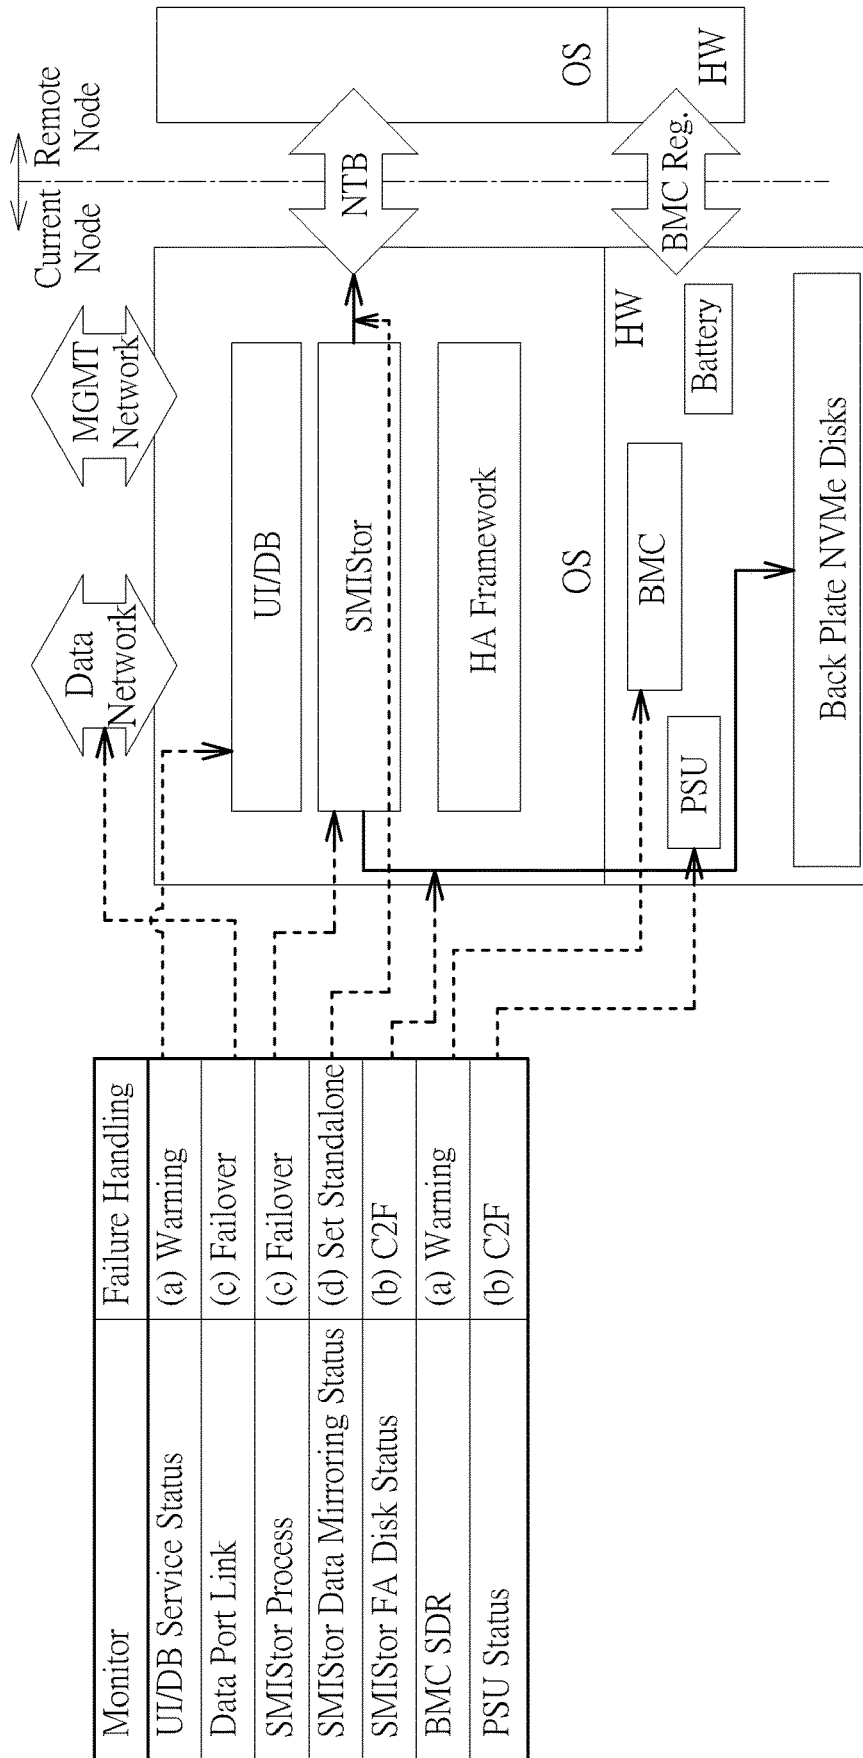 Monitor Failure Handling
UI/DB Service Status (a) Warning
Data Port Link (c) Failover
SMIStor Process (c) Failover
SMIStor Data Mirroring Status (d) Set Standalone
SMIStor FA Disk Status (b) C2F
BMC SDR (a) Warning
PSU Status (b) C2F
Data
Network
MGMT
Network
Current
Node
Remote
Node
UI/DB
SMIStor
HA Framework
OS
NTB
OS
HW
PSU
BMC
Battery
Back Plate NVMe Disks
BMC Reg.
HW